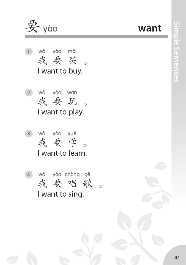 要 yào want
Simple Sentences
1 wǒ yào mǎi
我 要 买 。
I want to buy.
2 wǒ yào wán
我 要 玩 。
I want to play.
3 wǒ yào xué
我 要 学 。
I want to learn.
4 wǒ yào chàng gē
我 要 唱 歌 。
I want to sing.